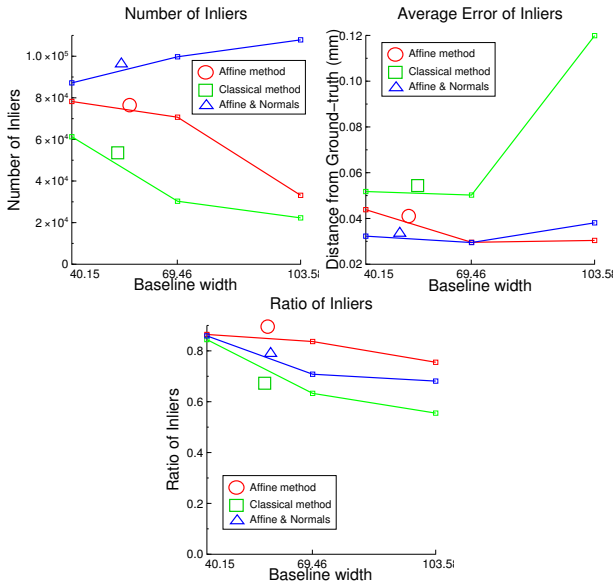 Number of Inliers
Number of Inliers
1.0*10⁵
8*10⁴
6*10⁴
4*10⁴
2*10⁴
0
40.15
69.46
103.58
Baseline width
Affine method
Classical method
Affine & Normals
Average Error of Inliers
Distance from Ground-truth (mm)
0.12
0.10
0.08
0.06
0.04
0.02
40.15
69.46
103.58
Baseline width
Affine method
Classical method
Affine & Normals
Ratio of Inliers
Ratio of Inliers
0.8
0.6
0.4
0.2
0.0
40.15
69.46
103.58
Baseline width
Affine method
Classical method
Affine & Normals